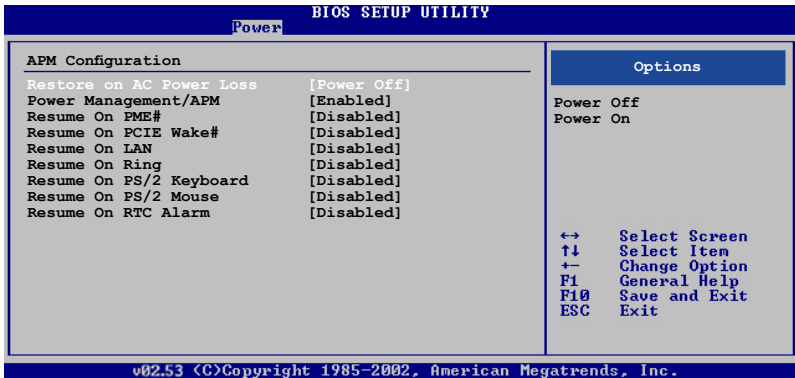 BIOS SETUP UTILITY
Power
APM Configuration
Restore on AC Power Loss [Power Off]
Power Management/APM [Enabled]
Resume On PME# [Disabled]
Resume On PCIE Wake# [Disabled]
Resume On LAN [Disabled]
Resume On Ring [Disabled]
Resume On PS/2 Keyboard [Disabled]
Resume On PS/2 Mouse [Disabled]
Resume On RTC Alarm [Disabled]
Options
Power Off
Power On
←→ Select Screen
↑↓ Select Item
+- Change Option
F1 General Help
F10 Save and Exit
ESC Exit
v02.53 (C)Copyright 1985-2002, American Megatrends, Inc.